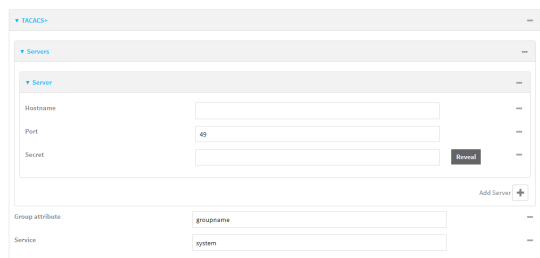 ▼ TACACS+
▼ Servers
▼ Server
Hostname
Port 49
Secret Reveal
Add Server
Group attribute groupname
Service system